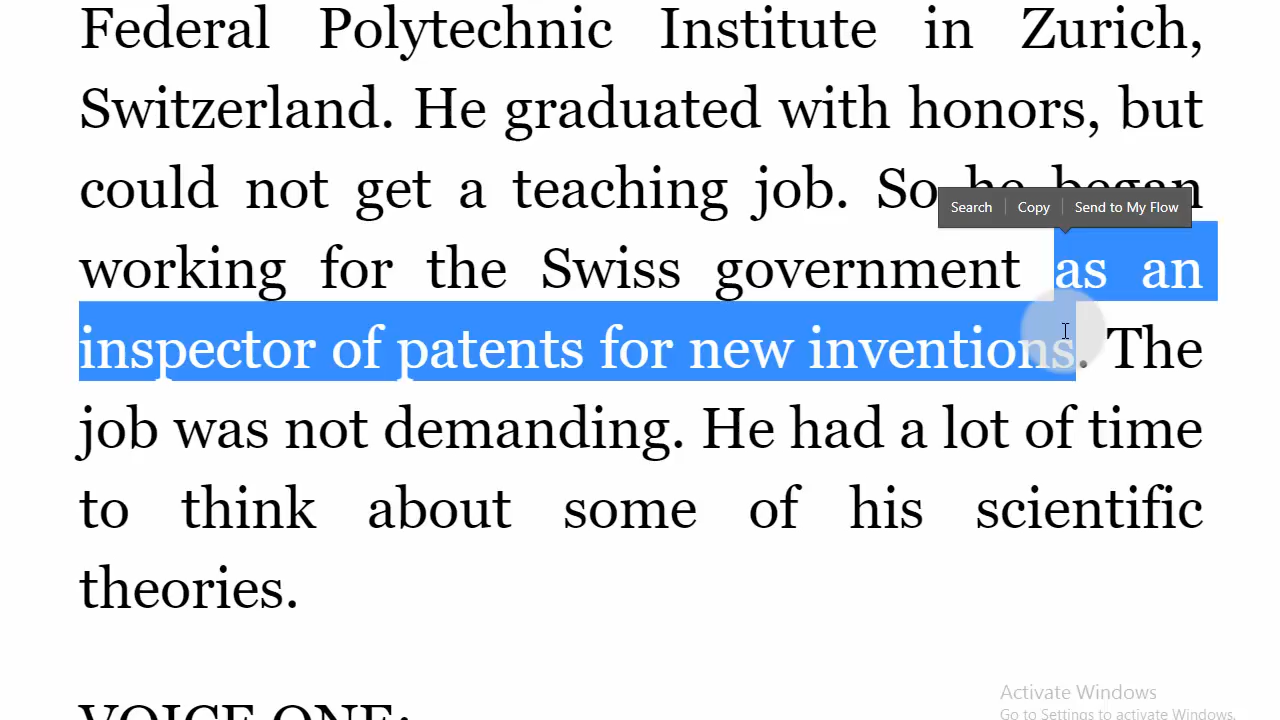 Federal Polytechnic Institute in Zurich,
Switzerland. He graduated with honors, but
could not get a teaching job. So he began
Search Copy Send to My Flow
working for the Swiss government as an
inspector of patents for new inventions. The
job was not demanding. He had a lot of time
to think about some of his scientific
theories.
VOICE ONE:
Activate Windows
Go to Settings to activate Windows.